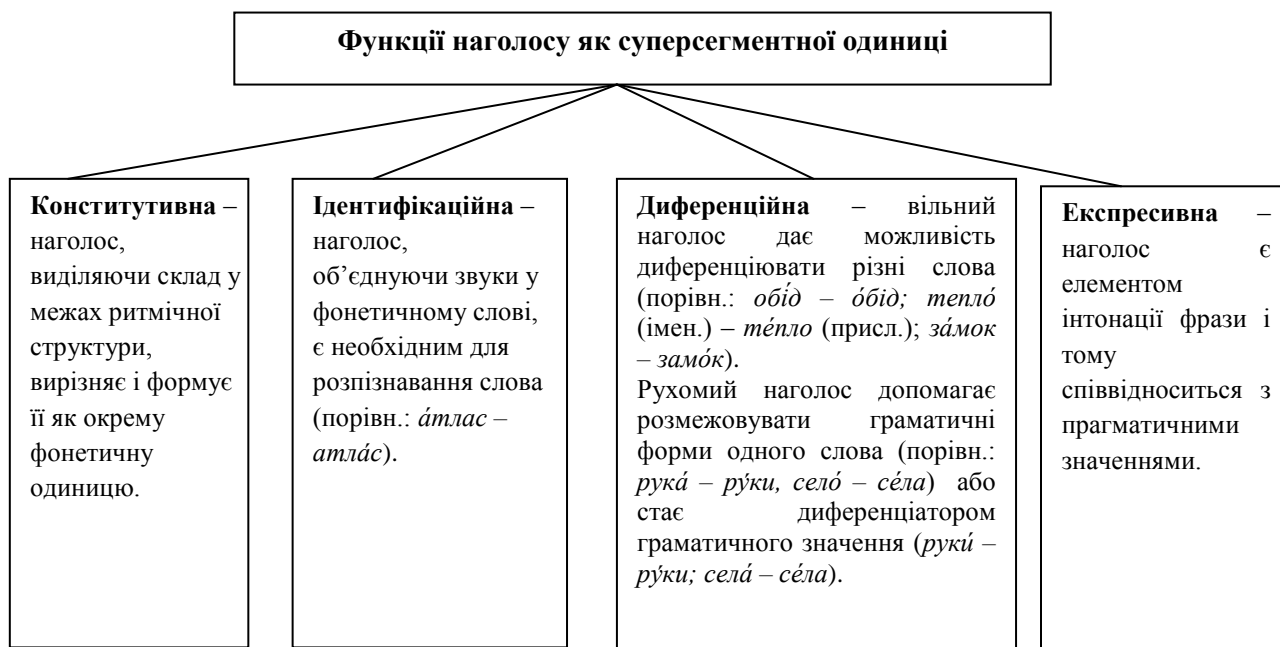 Функції наголосу як суперсегментної одиниці
Конститутивна –
наголос,
виділяючи склад у
межах ритмічної
структури,
вирізняє і формує
її як окрему
фонетичну
одиницю.
Ідентифікаційна –
наголос,
об’єднуючи звуки у
фонетичному слові,
є необхідним для
розпізнавання слова
(порівн.: áтлас –
атлáс).
Диференційна – вільний
наголос дає можливість
диференціювати різні слова
(порівн.: обі́д – óбід; теплó
(імен.) – тéпло (присл.); зáмок
– замóк).
Рухомий наголос допомагає
розмежовувати граматичні
форми одного слова (порівн.:
рукá – рýки, селó – сéла) або
стає диференціатором
граматичного значення (руки́ –
рýки; селá – сéла).
Експресивна –
наголос є
елементом
інтонації фрази і
тому
співвідноситься з
прагматичними
значеннями.